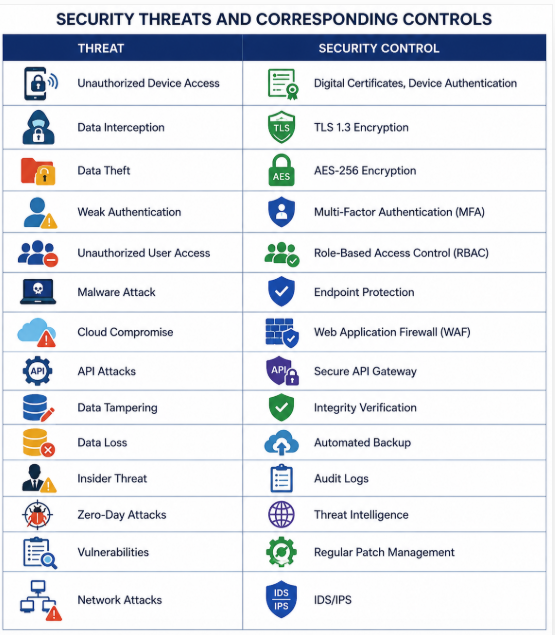 SECURITY THREATS AND CORRESPONDING CONTROLS
THREAT SECURITY CONTROL
Unauthorized Device Access Digital Certificates, Device Authentication
Data Interception TLS TLS 1.3 Encryption
Data Theft AES AES-256 Encryption
Weak Authentication Multi-Factor Authentication (MFA)
Unauthorized User Access Role-Based Access Control (RBAC)
Malware Attack Endpoint Protection
Cloud Compromise Web Application Firewall (WAF)
API API Attacks API Secure API Gateway
Data Tampering Integrity Verification
Data Loss Automated Backup
Insider Threat Audit Logs
Zero-Day Attacks Threat Intelligence
Vulnerabilities Regular Patch Management
Network Attacks IDS IPS IDS/IPS